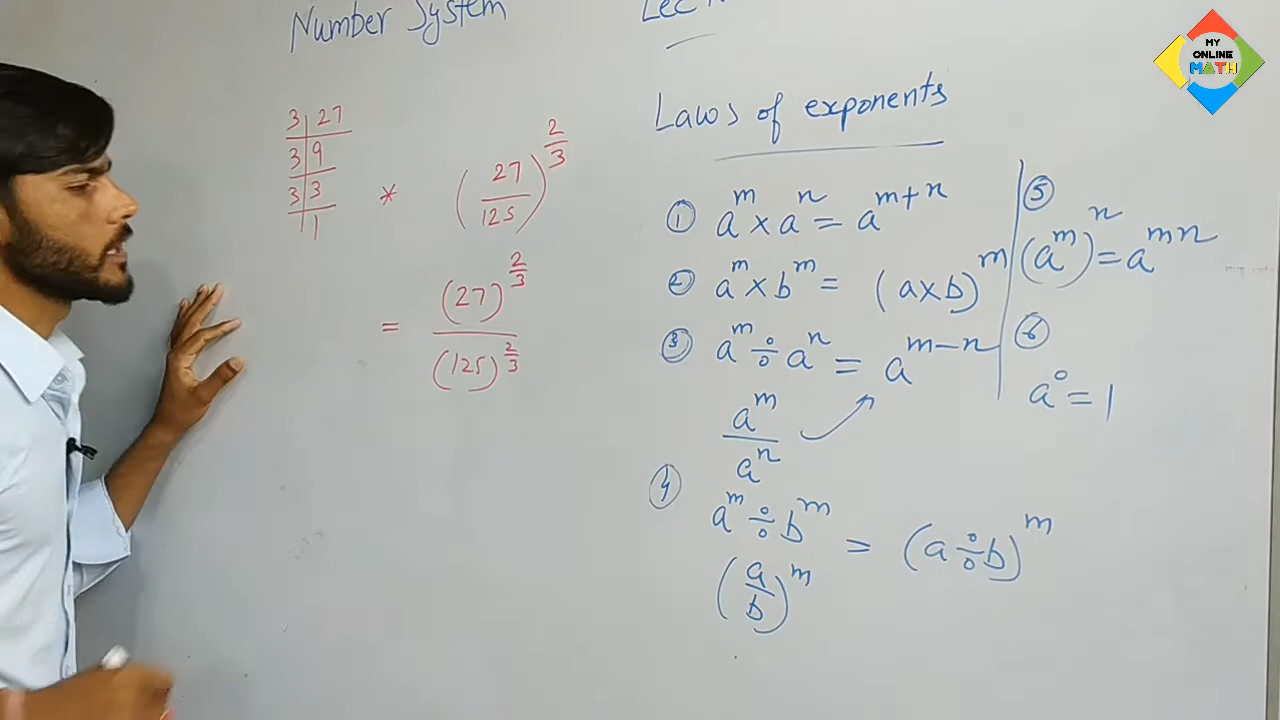 Number System
MY
ONLINE
MATH
3 | 27
3 | 9
3 | 3
1
* (27/125)^(2/3)
= (27)^(2/3) / (125)^(2/3)
Laws of exponents
① a^m × a^n = a^(m+n)
② a^m × b^m = (a×b)^m
③ a^m ÷ a^n = a^(m-n)
a^m / a^n
④ a^m ÷ b^m = (a÷b)^m
(a/b)^m
⑤
(a^m)^n = a^(mn)
⑥
a^0 = 1